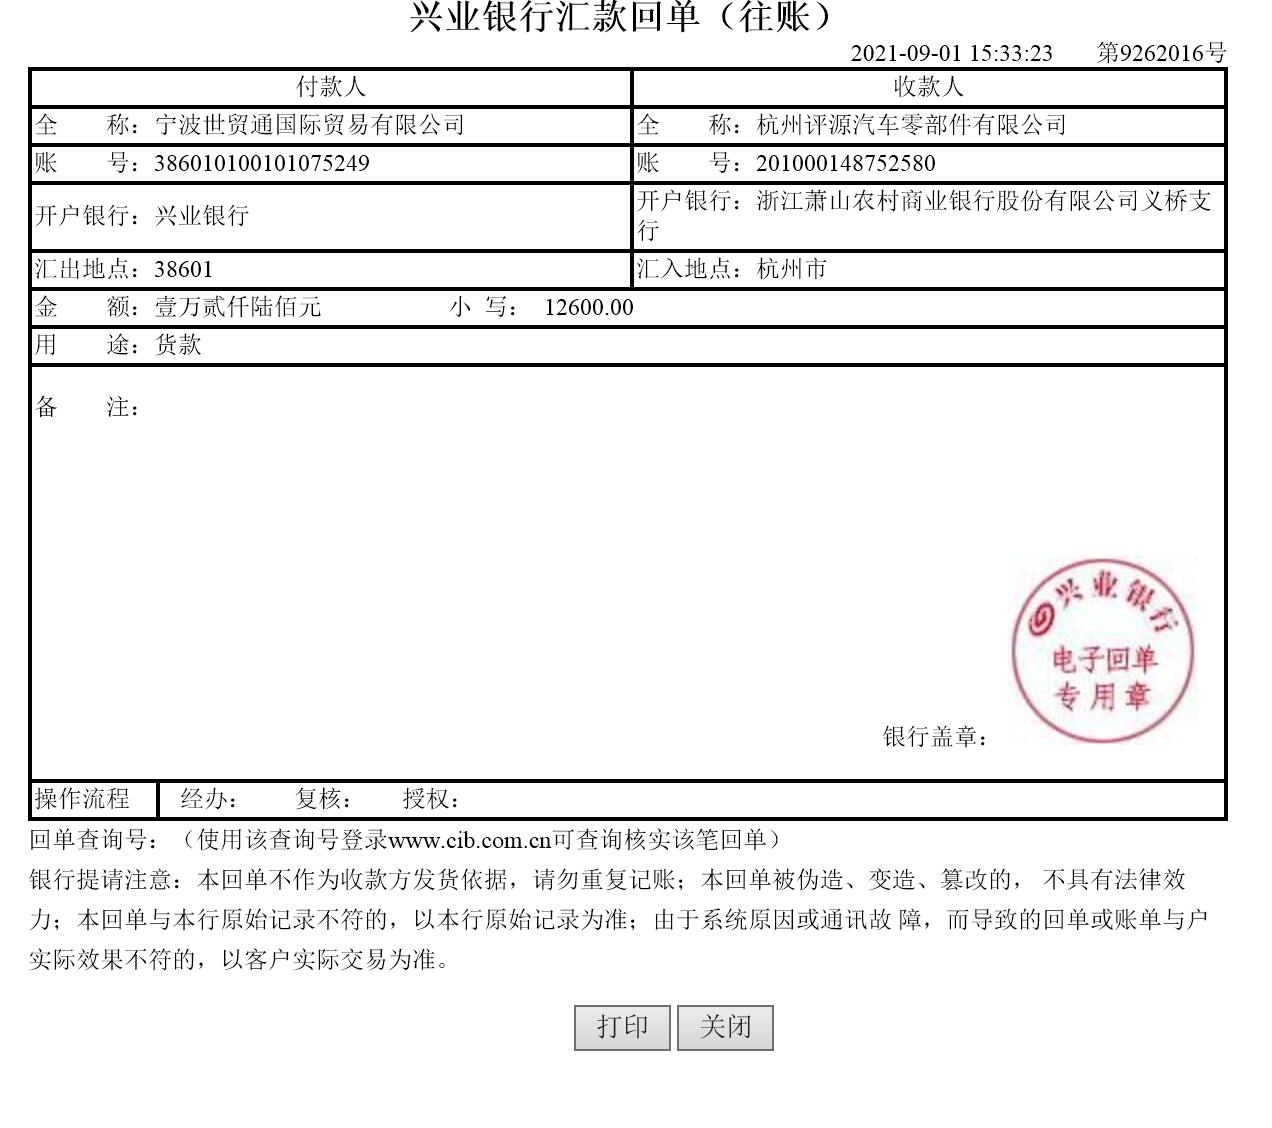 兴业银行汇款回单（往账）
2021-09-01 15:33:23 第9262016号
付款人 收款人
全 称：宁波世贸通国际贸易有限公司 全 称：杭州评源汽车零部件有限公司
账 号：386010100101075249 账 号：201000148752580
开户银行：兴业银行 开户银行：浙江萧山农村商业银行股份有限公司义桥支
行
汇出地点：38601 汇入地点：杭州市
金 额：壹万贰仟陆佰元 小 写： 12600.00
用 途：货款
备 注：
兴业银行
电子回单
专用章
银行盖章：
操作流程 经办： 复核： 授权：
回单查询号：（使用该查询号登录www.cib.com.cn可查询核实该笔回单）
银行提请注意：本回单不作为收款方发货依据，请勿重复记账；本回单被伪造、变造、篡改的， 不具有法律效
力；本回单与本行原始记录不符的，以本行原始记录为准；由于系统原因或通讯故 障，而导致的回单或账单与户
实际效果不符的，以客户实际交易为准。
打印 关闭